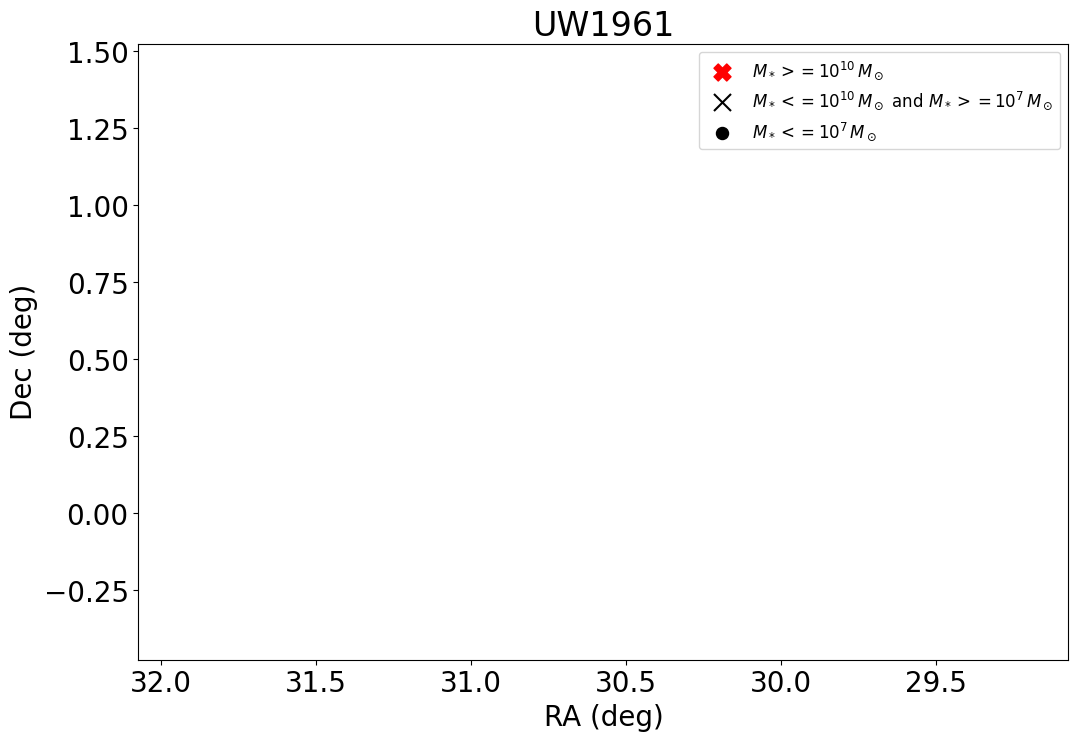 UW1961
1.50
1.25
1.00
0.75
0.50
0.25
0.00
−0.25
Dec (deg)
M* >= 10^10 M⊙
M* <= 10^10 M⊙ and M* >= 10^7 M⊙
M* <= 10^7 M⊙
32.0 31.5 31.0 30.5 30.0 29.5
RA (deg)